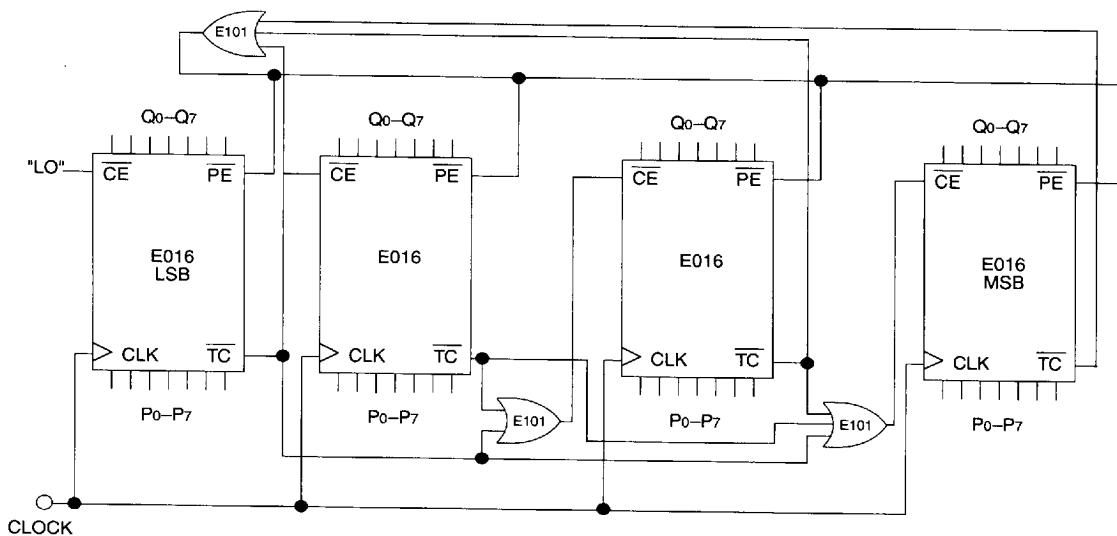 E101
Q0–Q7
Q0–Q7
Q0–Q7
Q0–Q7
"LO"
CE
PE
CE
PE
CE
PE
CE
PE
E016
LSB
E016
E016
E016
MSB
CLK
TC
CLK
TC
CLK
TC
CLK
TC
P0–P7
P0–P7
P0–P7
P0–P7
E101
E101
CLOCK